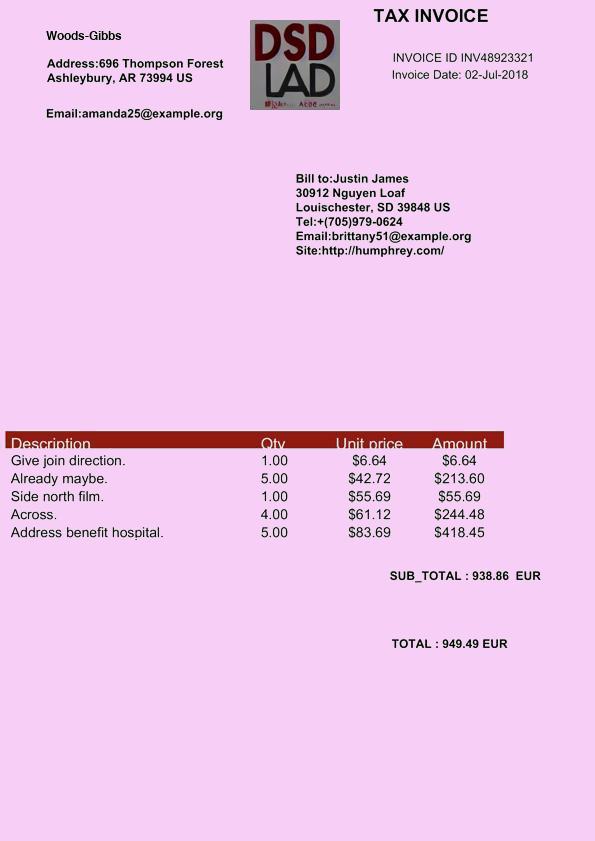 TAX INVOICE
Woods-Gibbs
DSD
LAD
INVOICE ID INV48923321
Invoice Date: 02-Jul-2018
Address:696 Thompson Forest
Ashleybury, AR 73994 US
Email:amanda25@example.org
Bill to:Justin James
30912 Nguyen Loaf
Louischester, SD 39848 US
Tel:+(705)979-0624
Email:brittany51@example.org
Site:http://humphrey.com/
Description Qty Unit price Amount
Give join direction. 1.00 $6.64 $6.64
Already maybe. 5.00 $42.72 $213.60
Side north film. 1.00 $55.69 $55.69
Across. 4.00 $61.12 $244.48
Address benefit hospital. 5.00 $83.69 $418.45
SUB_TOTAL : 938.86 EUR
TOTAL : 949.49 EUR